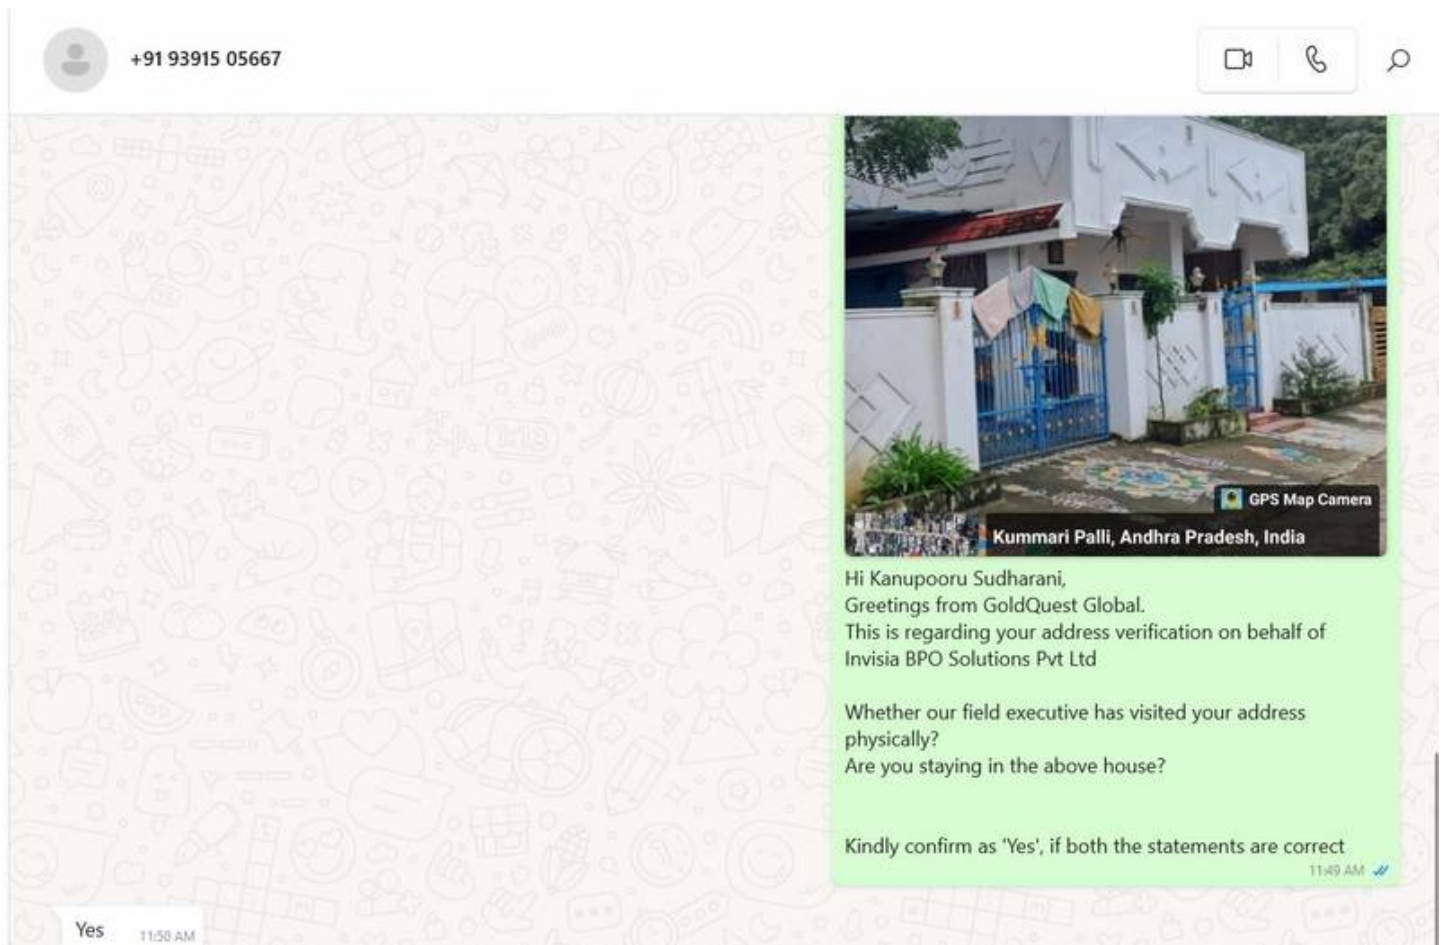 +91 93915 05667
GPS Map Camera
Kummari Palli, Andhra Pradesh, India
Hi Kanupooru Sudharani,
Greetings from GoldQuest Global.
This is regarding your address verification on behalf of
Invisia BPO Solutions Pvt Ltd
Whether our field executive has visited your address
physically?
Are you staying in the above house?
Kindly confirm as 'Yes', if both the statements are correct
11:49 AM
Yes
11:50 AM